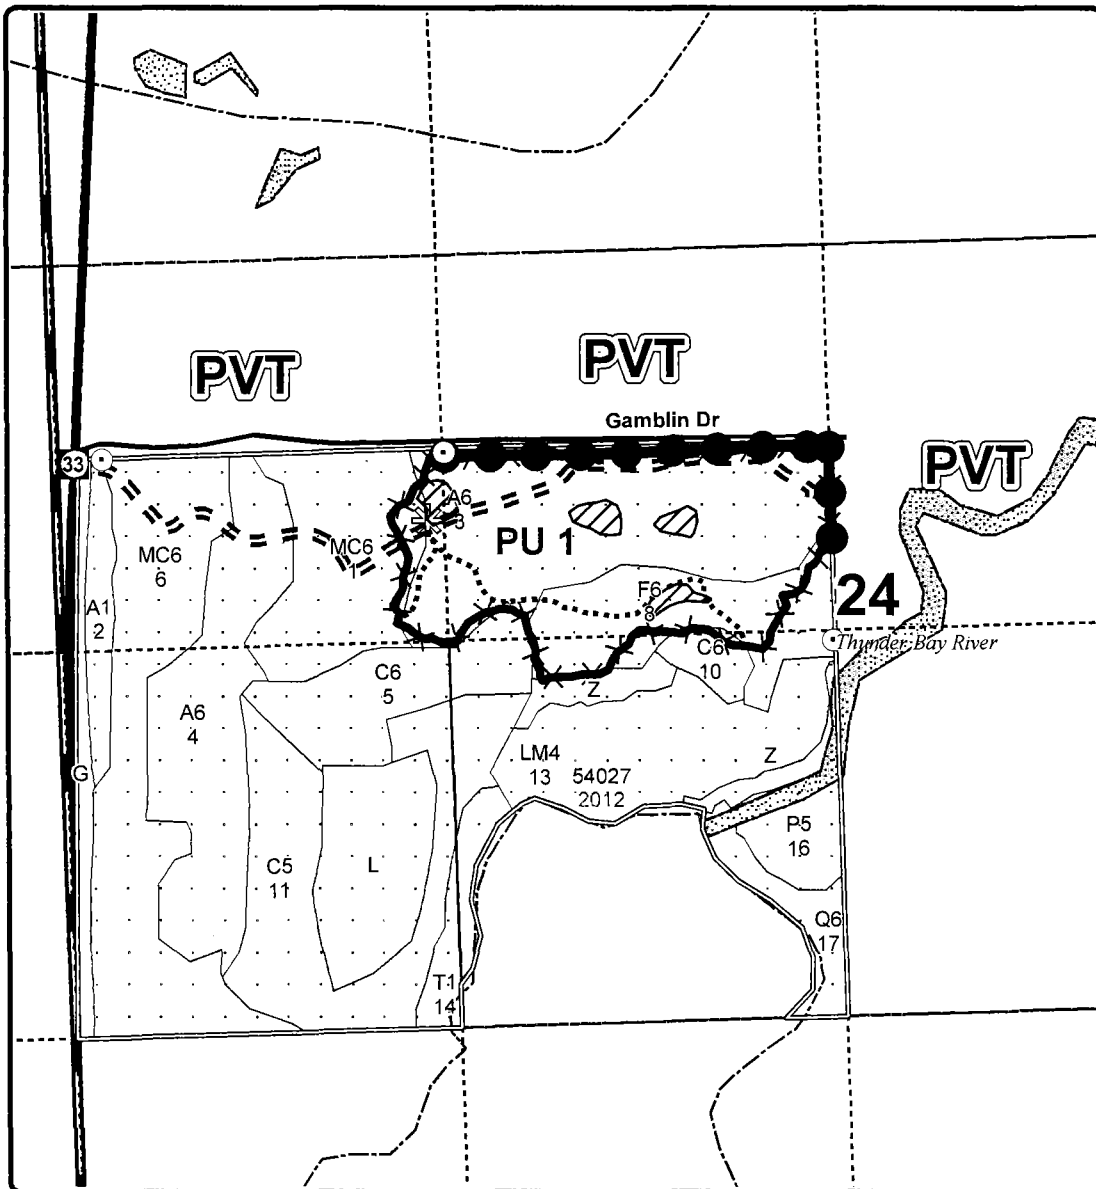 PVT
PVT
Gamblin Dr
PVT
33
A6
3
PU 1
MC6
1
MC6
6
F6
8
24
A1
2
Thunder Bay River
C6
10
C6
5
Z
A6
4
LM4
13
54027
2012
Z
G
P5
16
C5
11
L
Q6
17
T1
14